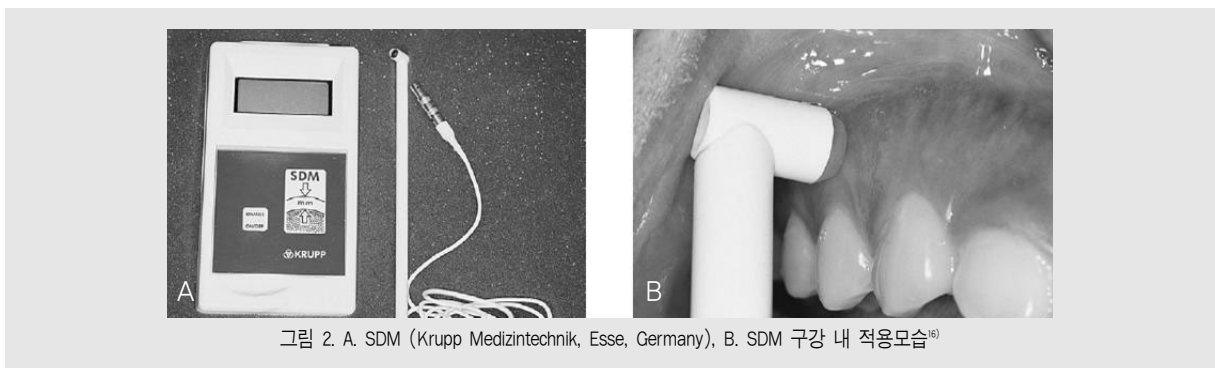 SDM
mm
KRUPP
A
B
그림 2. A. SDM (Krupp Medizintechnik, Esse, Germany), B. SDM 구강 내 적용모습16)